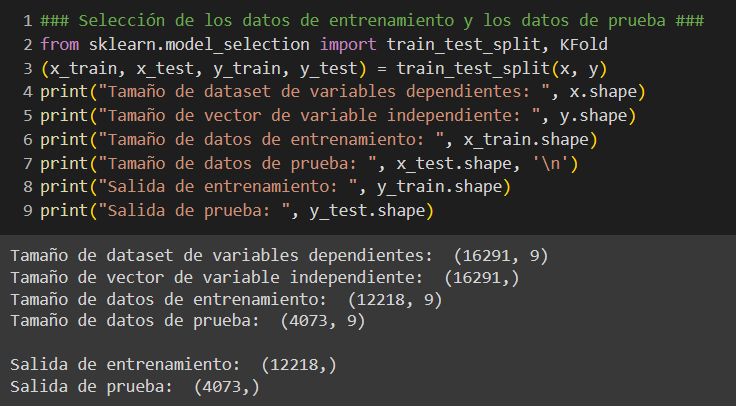 1 ### Selección de los datos de entrenamiento y los datos de prueba ###
2 from sklearn.model_selection import train_test_split, KFold
3 (x_train, x_test, y_train, y_test) = train_test_split(x, y)
4 print("Tamaño de dataset de variables dependientes: ", x.shape)
5 print("Tamaño de vector de variable independiente: ", y.shape)
6 print("Tamaño de datos de entrenamiento: ", x_train.shape)
7 print("Tamaño de datos de prueba: ", x_test.shape, '\n')
8 print("Salida de entrenamiento: ", y_train.shape)
9 print("Salida de prueba: ", y_test.shape)
Tamaño de dataset de variables dependientes:  (16291, 9)
Tamaño de vector de variable independiente:  (16291,)
Tamaño de datos de entrenamiento:  (12218, 9)
Tamaño de datos de prueba:  (4073, 9)
Salida de entrenamiento:  (12218,)
Salida de prueba:  (4073,)